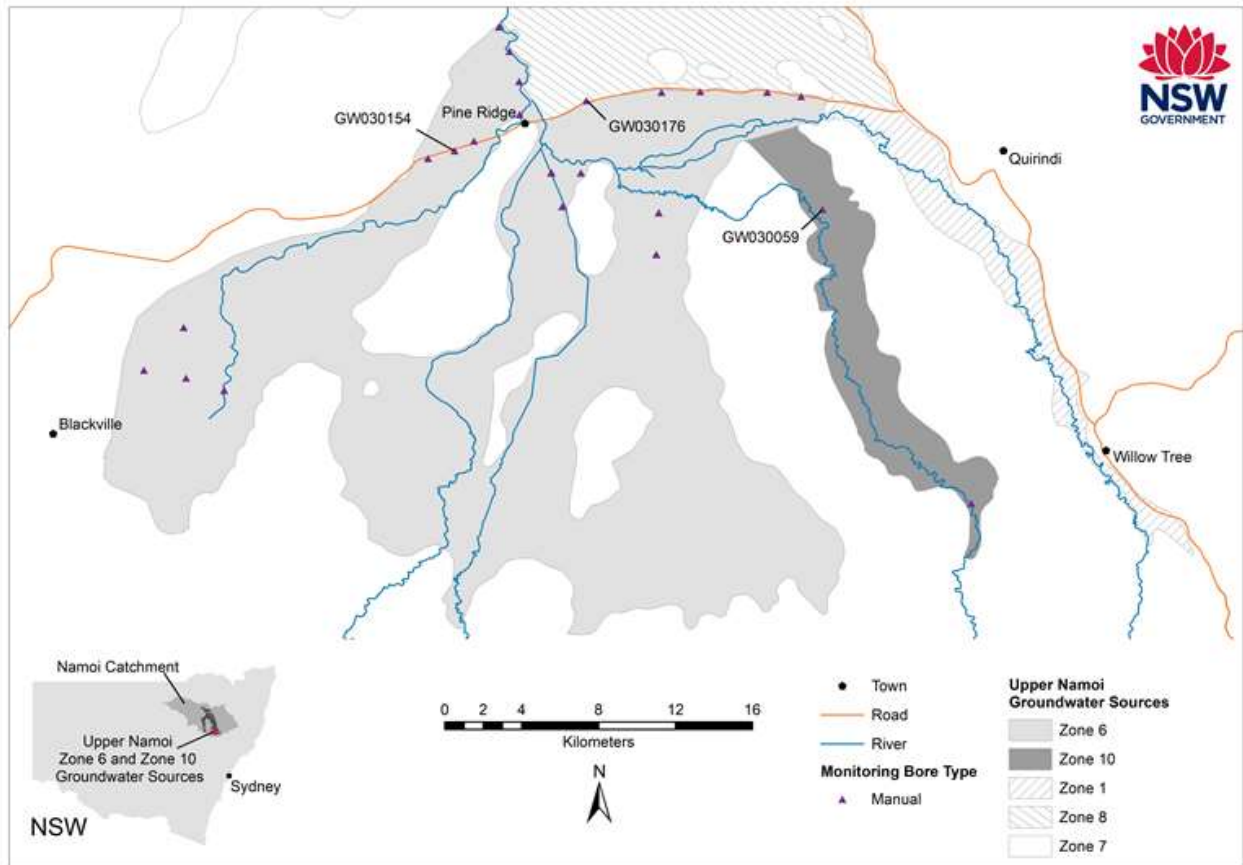 NSW
GOVERNMENT
Pine Ridge
GW030154
GW030176
Quirindi
GW030059
Blackville
Willow Tree
Namoi Catchment
Upper Namoi
Zone 6 and Zone 10
Groundwater Sources
Sydney
NSW
0 2 4 8 12 16
Kilometers
N
Town
Road
River
Monitoring Bore Type
Manual
Upper Namoi
Groundwater Sources
Zone 6
Zone 10
Zone 1
Zone 8
Zone 7